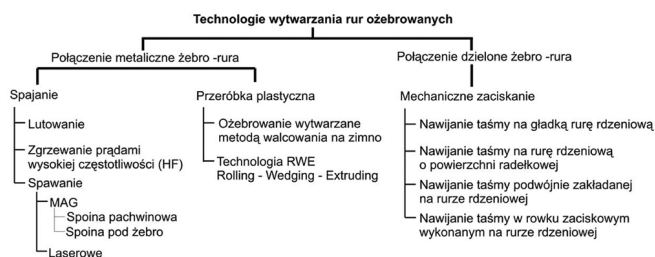 Technologie wytwarzania rur ożebrowanych
Połączenie metaliczne żebro -rura
Spajanie
Lutowanie
Zgrzewanie prądami
wysokiej częstotliwości (HF)
Spawanie
MAG
Spoina pachwinowa
Spoina pod żebro
Laserowe
Przeróbka plastyczna
Ożebrowanie wytwarzane
metodą walcowania na zimno
Technologia RWE
Rolling - Wedging - Extruding
Połączenie dzielone żebro -rura
Mechaniczne zaciskanie
Nawijanie taśmy na gładką rurę rdzeniową
Nawijanie taśmy na rurę rdzeniową
o powierzchni radełkowej
Nawijanie taśmy podwójnie zakładanej
na rurze rdzeniowej
Nawijanie taśmy w rowku zaciskowym
wykonanym na rurze rdzeniowej